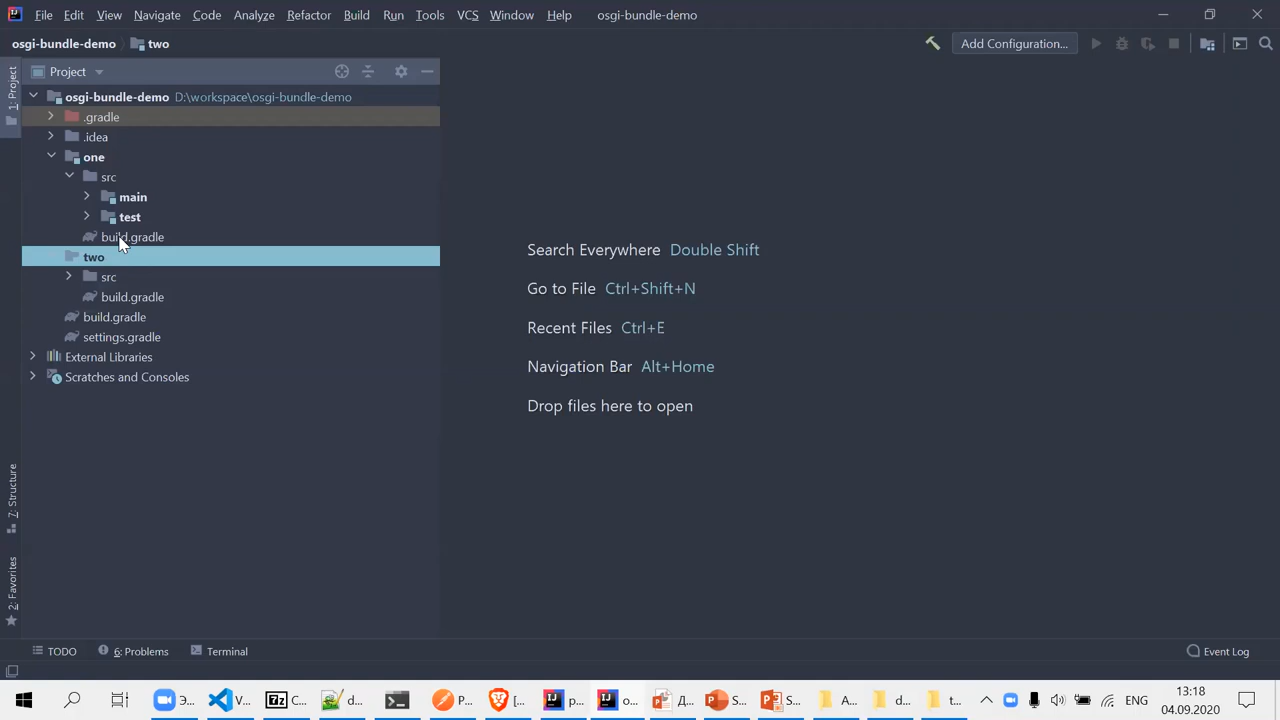 File Edit View Navigate Code Analyze Refactor Build Run Tools VCS Window Help osgi-bundle-demo
osgi-bundle-demo two
Add Configuration...
1: Project
Project
osgi-bundle-demo D:\workspace\osgi-bundle-demo
.gradle
.idea
one
src
main
test
build.gradle
two
src
build.gradle
build.gradle
settings.gradle
External Libraries
Scratches and Consoles
Search Everywhere Double Shift
Go to File Ctrl+Shift+N
Recent Files Ctrl+E
Navigation Bar Alt+Home
Drop files here to open
7: Structure
2: Favorites
TODO 6: Problems Terminal Event Log
Э... V... C... d... P... [... p... o... Д... S... S... A... d... t... ENG
13:18
04.09.2020